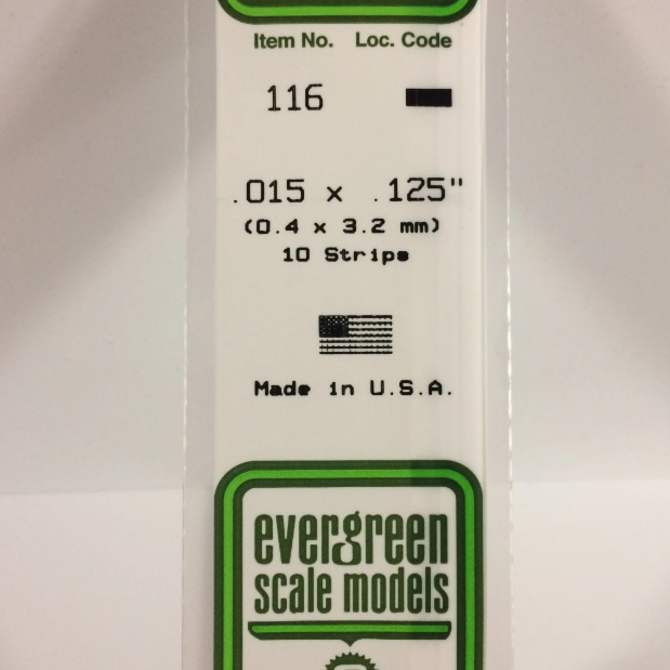 Item No. Loc. Code
116
.015 x .125"
(0.4 x 3.2 mm)
10 Strips
Made in U.S.A.
evergreen
scale models